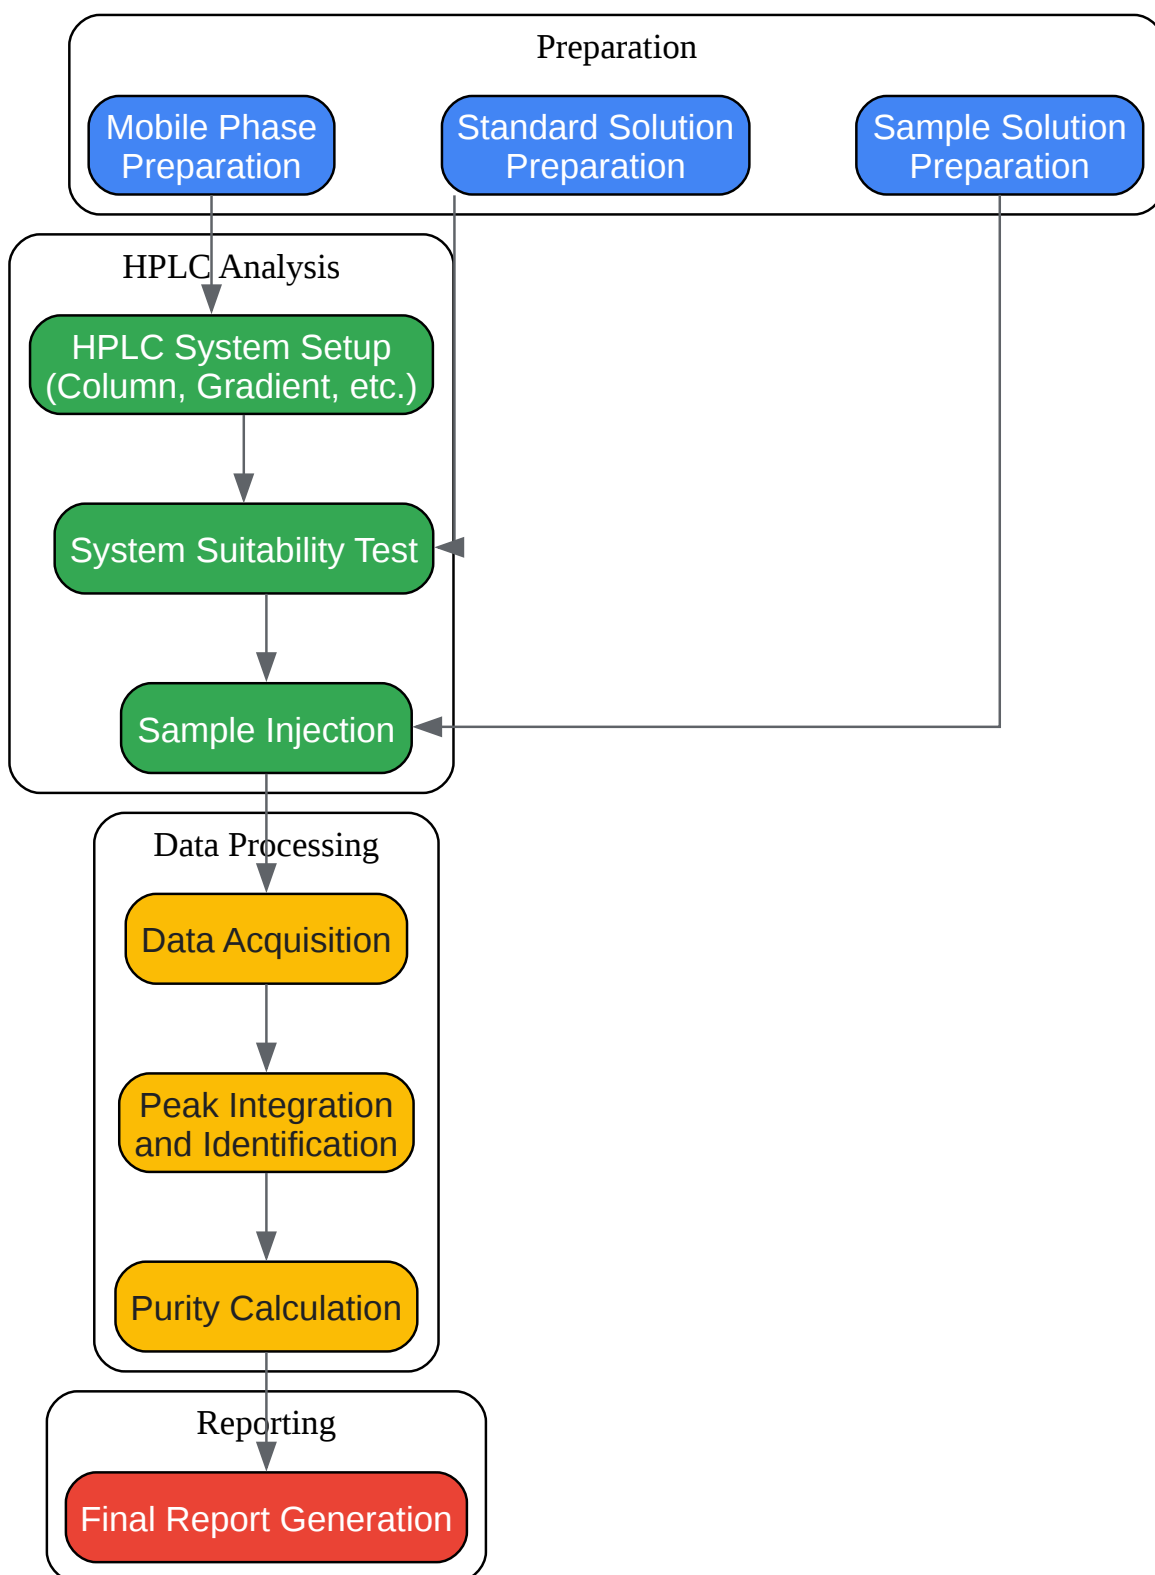 Preparation
Mobile Phase
Preparation
Standard Solution
Preparation
Sample Solution
Preparation
HPLC Analysis
HPLC System Setup
(Column, Gradient, etc.)
System Suitability Test
Sample Injection
Data Processing
Data Acquisition
Peak Integration
and Identification
Purity Calculation
Reporting
Final Report Generation